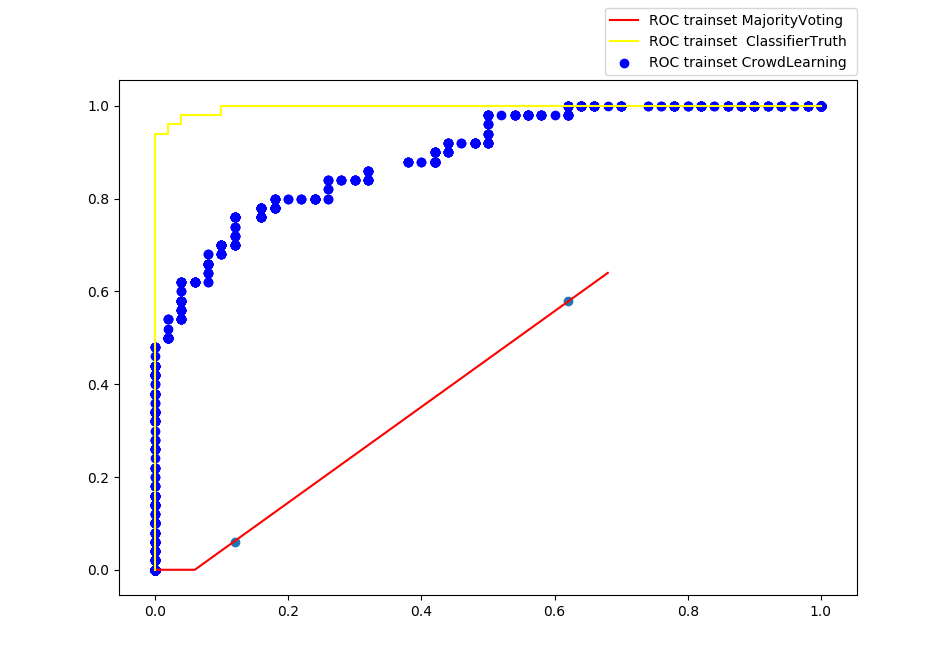 ROC trainset MajorityVoting
ROC trainset  ClassifierTruth
ROC trainset CrowdLearning
1.0
0.8
0.6
0.4
0.2
0.0
0.0 0.2 0.4 0.6 0.8 1.0